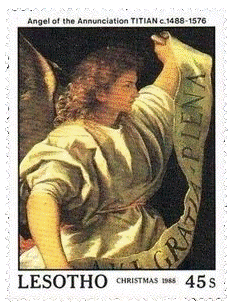 Angel of the Annunciation TITIAN c.1488-1576
GRATIA PLENA
LESOTHO CHRISTMAS 1988 45s